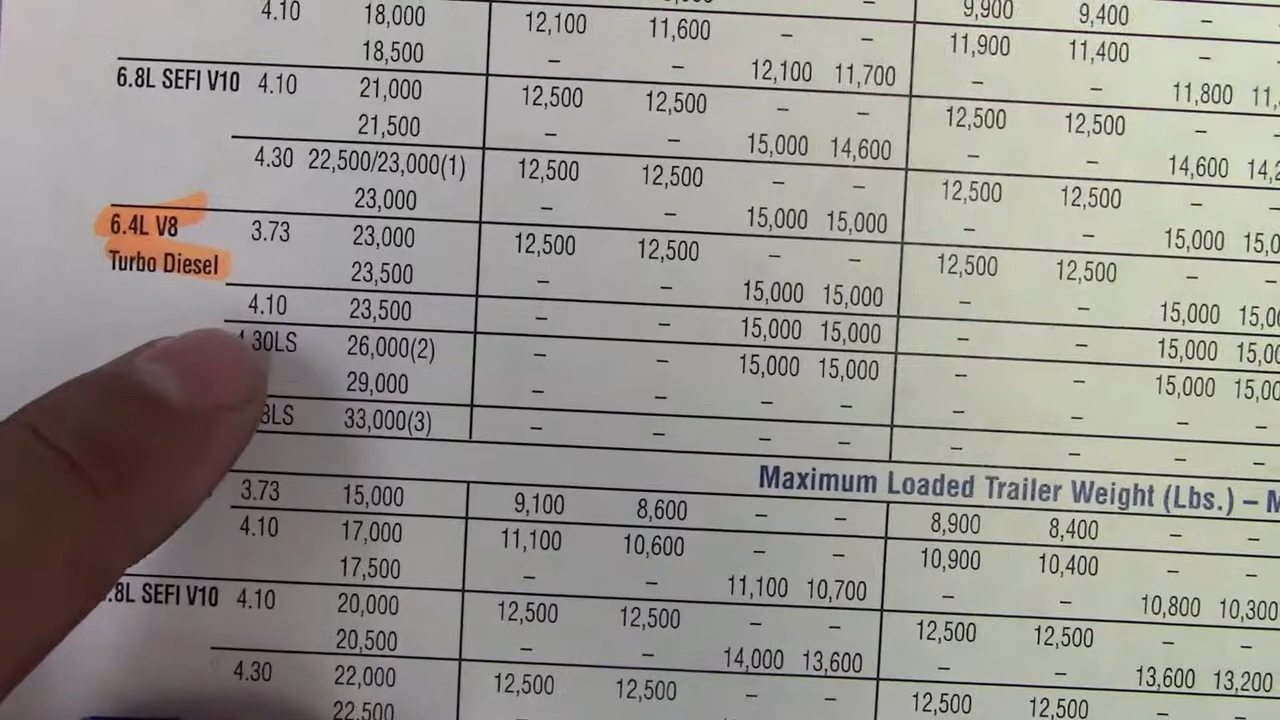 9,900 9,400 –
4.10 18,000 12,100 11,600 – – 11,900 11,400 –
18,500 – – 12,100 11,700 – – 11,800
6.8L SEFI V10 4.10 21,000 12,500 12,500 – – 12,500 12,500 –
21,500 – – 15,000 14,600 – – 14,600
4.30 22,500/23,000(1) 12,500 12,500 – – 12,500 12,500 –
23,000 – – 15,000 15,000 – – 15,000
6.4L V8 3.73 23,000 12,500 12,500 – – 12,500 12,500 –
Turbo Diesel 23,500 – – 15,000 15,000 – – 15,000
4.10 23,500 – – 15,000 15,000 – – 15,000
4.30LS 26,000(2) – – 15,000 15,000 – – 15,000
29,000 – – – – – – –
33,000(3) – – – – – – –
Maximum Loaded Trailer Weight (Lbs.) –
3.73 15,000 9,100 8,600 – – 8,900 8,400 – –
4.10 17,000 11,100 10,600 – – 10,900 10,400 – –
17,500 – – 11,100 10,700 – – 10,800 10,300
SEFI V10 4.10 20,000 12,500 12,500 – – 12,500 12,500 – –
20,500 – – 14,000 13,600 – – 13,600 13,200
4.30 22,000 12,500 12,500 – – 12,500 12,500 – –
22,500